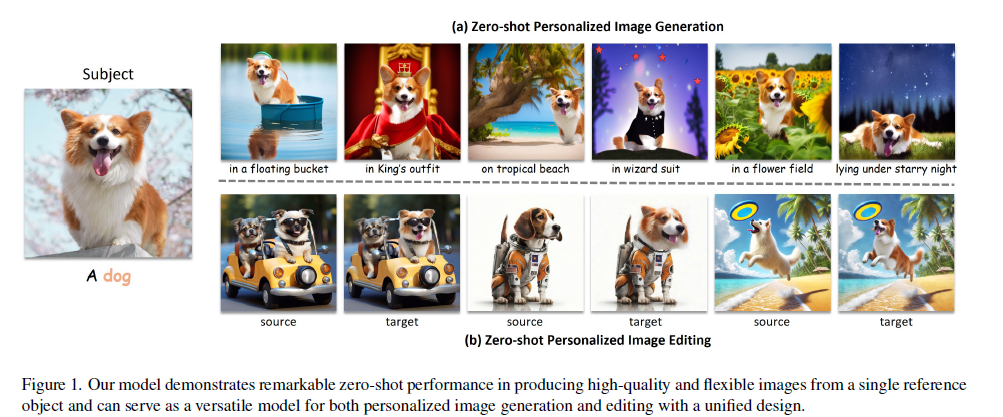 (a) Zero-shot Personalized Image Generation
Subject
in a floating bucket
in King's outfit
on tropical beach
in wizard suit
in a flower field
lying under starry night
A dog
source
target
source
target
source
target
(b) Zero-shot Personalized Image Editing
Figure 1. Our model demonstrates remarkable zero-shot performance in producing high-quality and flexible images from a single reference
object and can serve as a versatile model for both personalized image generation and editing with a unified design.